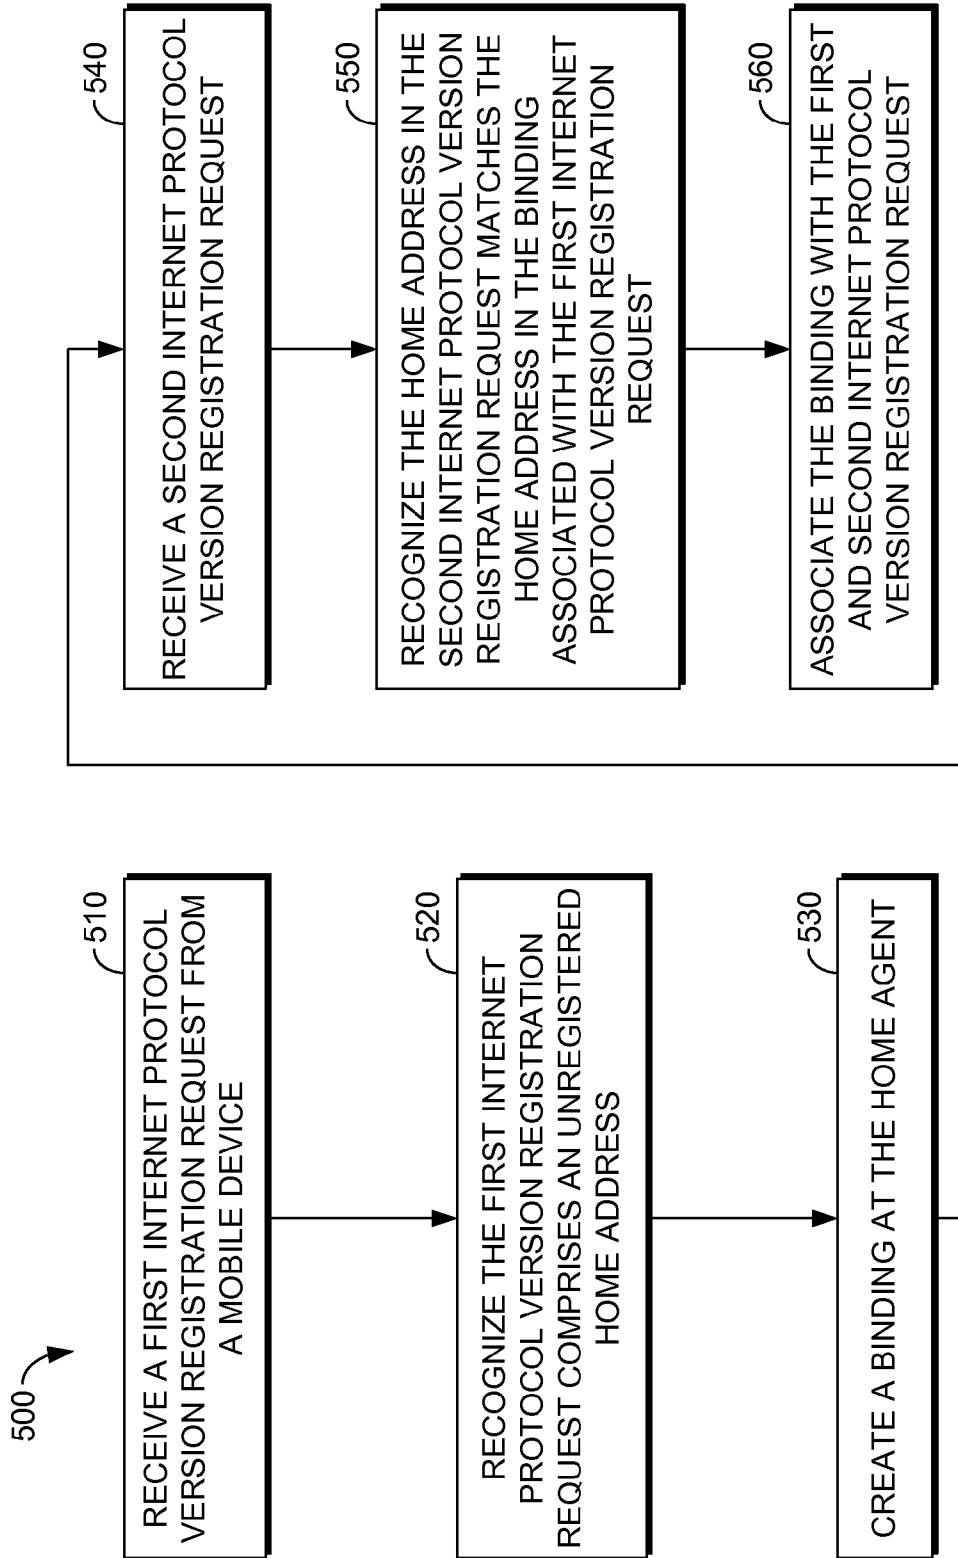 500
510
RECEIVE A FIRST INTERNET PROTOCOL
VERSION REGISTRATION REQUEST FROM
A MOBILE DEVICE
520
RECOGNIZE THE FIRST INTERNET
PROTOCOL VERSION REGISTRATION
REQUEST COMPRISES AN UNREGISTERED
HOME ADDRESS
530
CREATE A BINDING AT THE HOME AGENT
540
RECEIVE A SECOND INTERNET PROTOCOL
VERSION REGISTRATION REQUEST
550
RECOGNIZE THE HOME ADDRESS IN THE
SECOND INTERNET PROTOCOL VERSION
REGISTRATION REQUEST MATCHES THE
HOME ADDRESS IN THE BINDING
ASSOCIATED WITH THE FIRST INTERNET
PROTOCOL VERSION REGISTRATION
REQUEST
560
ASSOCIATE THE BINDING WITH THE FIRST
AND SECOND INTERNET PROTOCOL
VERSION REGISTRATION REQUEST